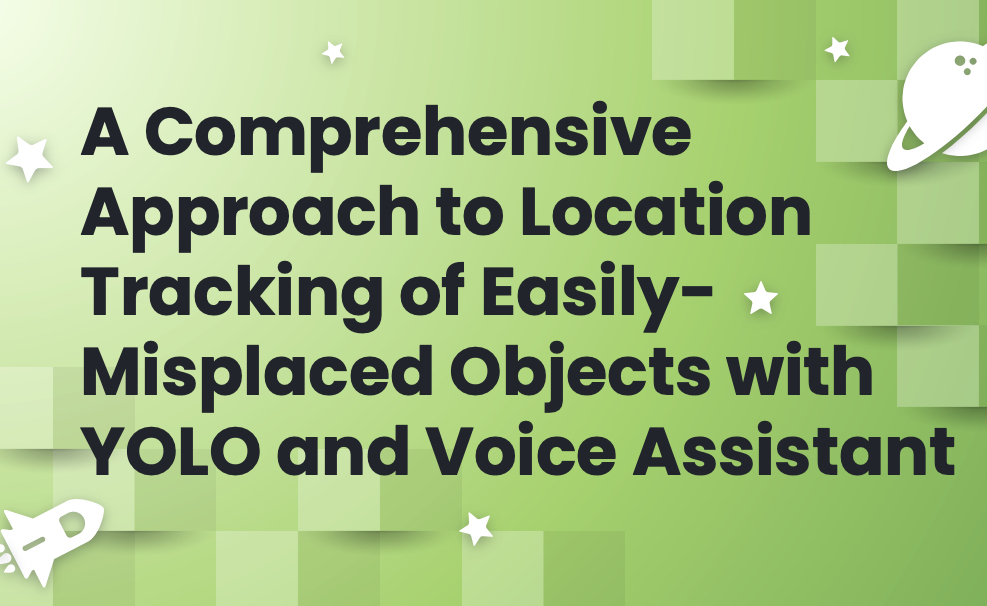 A Comprehensive
Approach to Location
Tracking of Easily-
Misplaced Objects with
YOLO and Voice Assistant